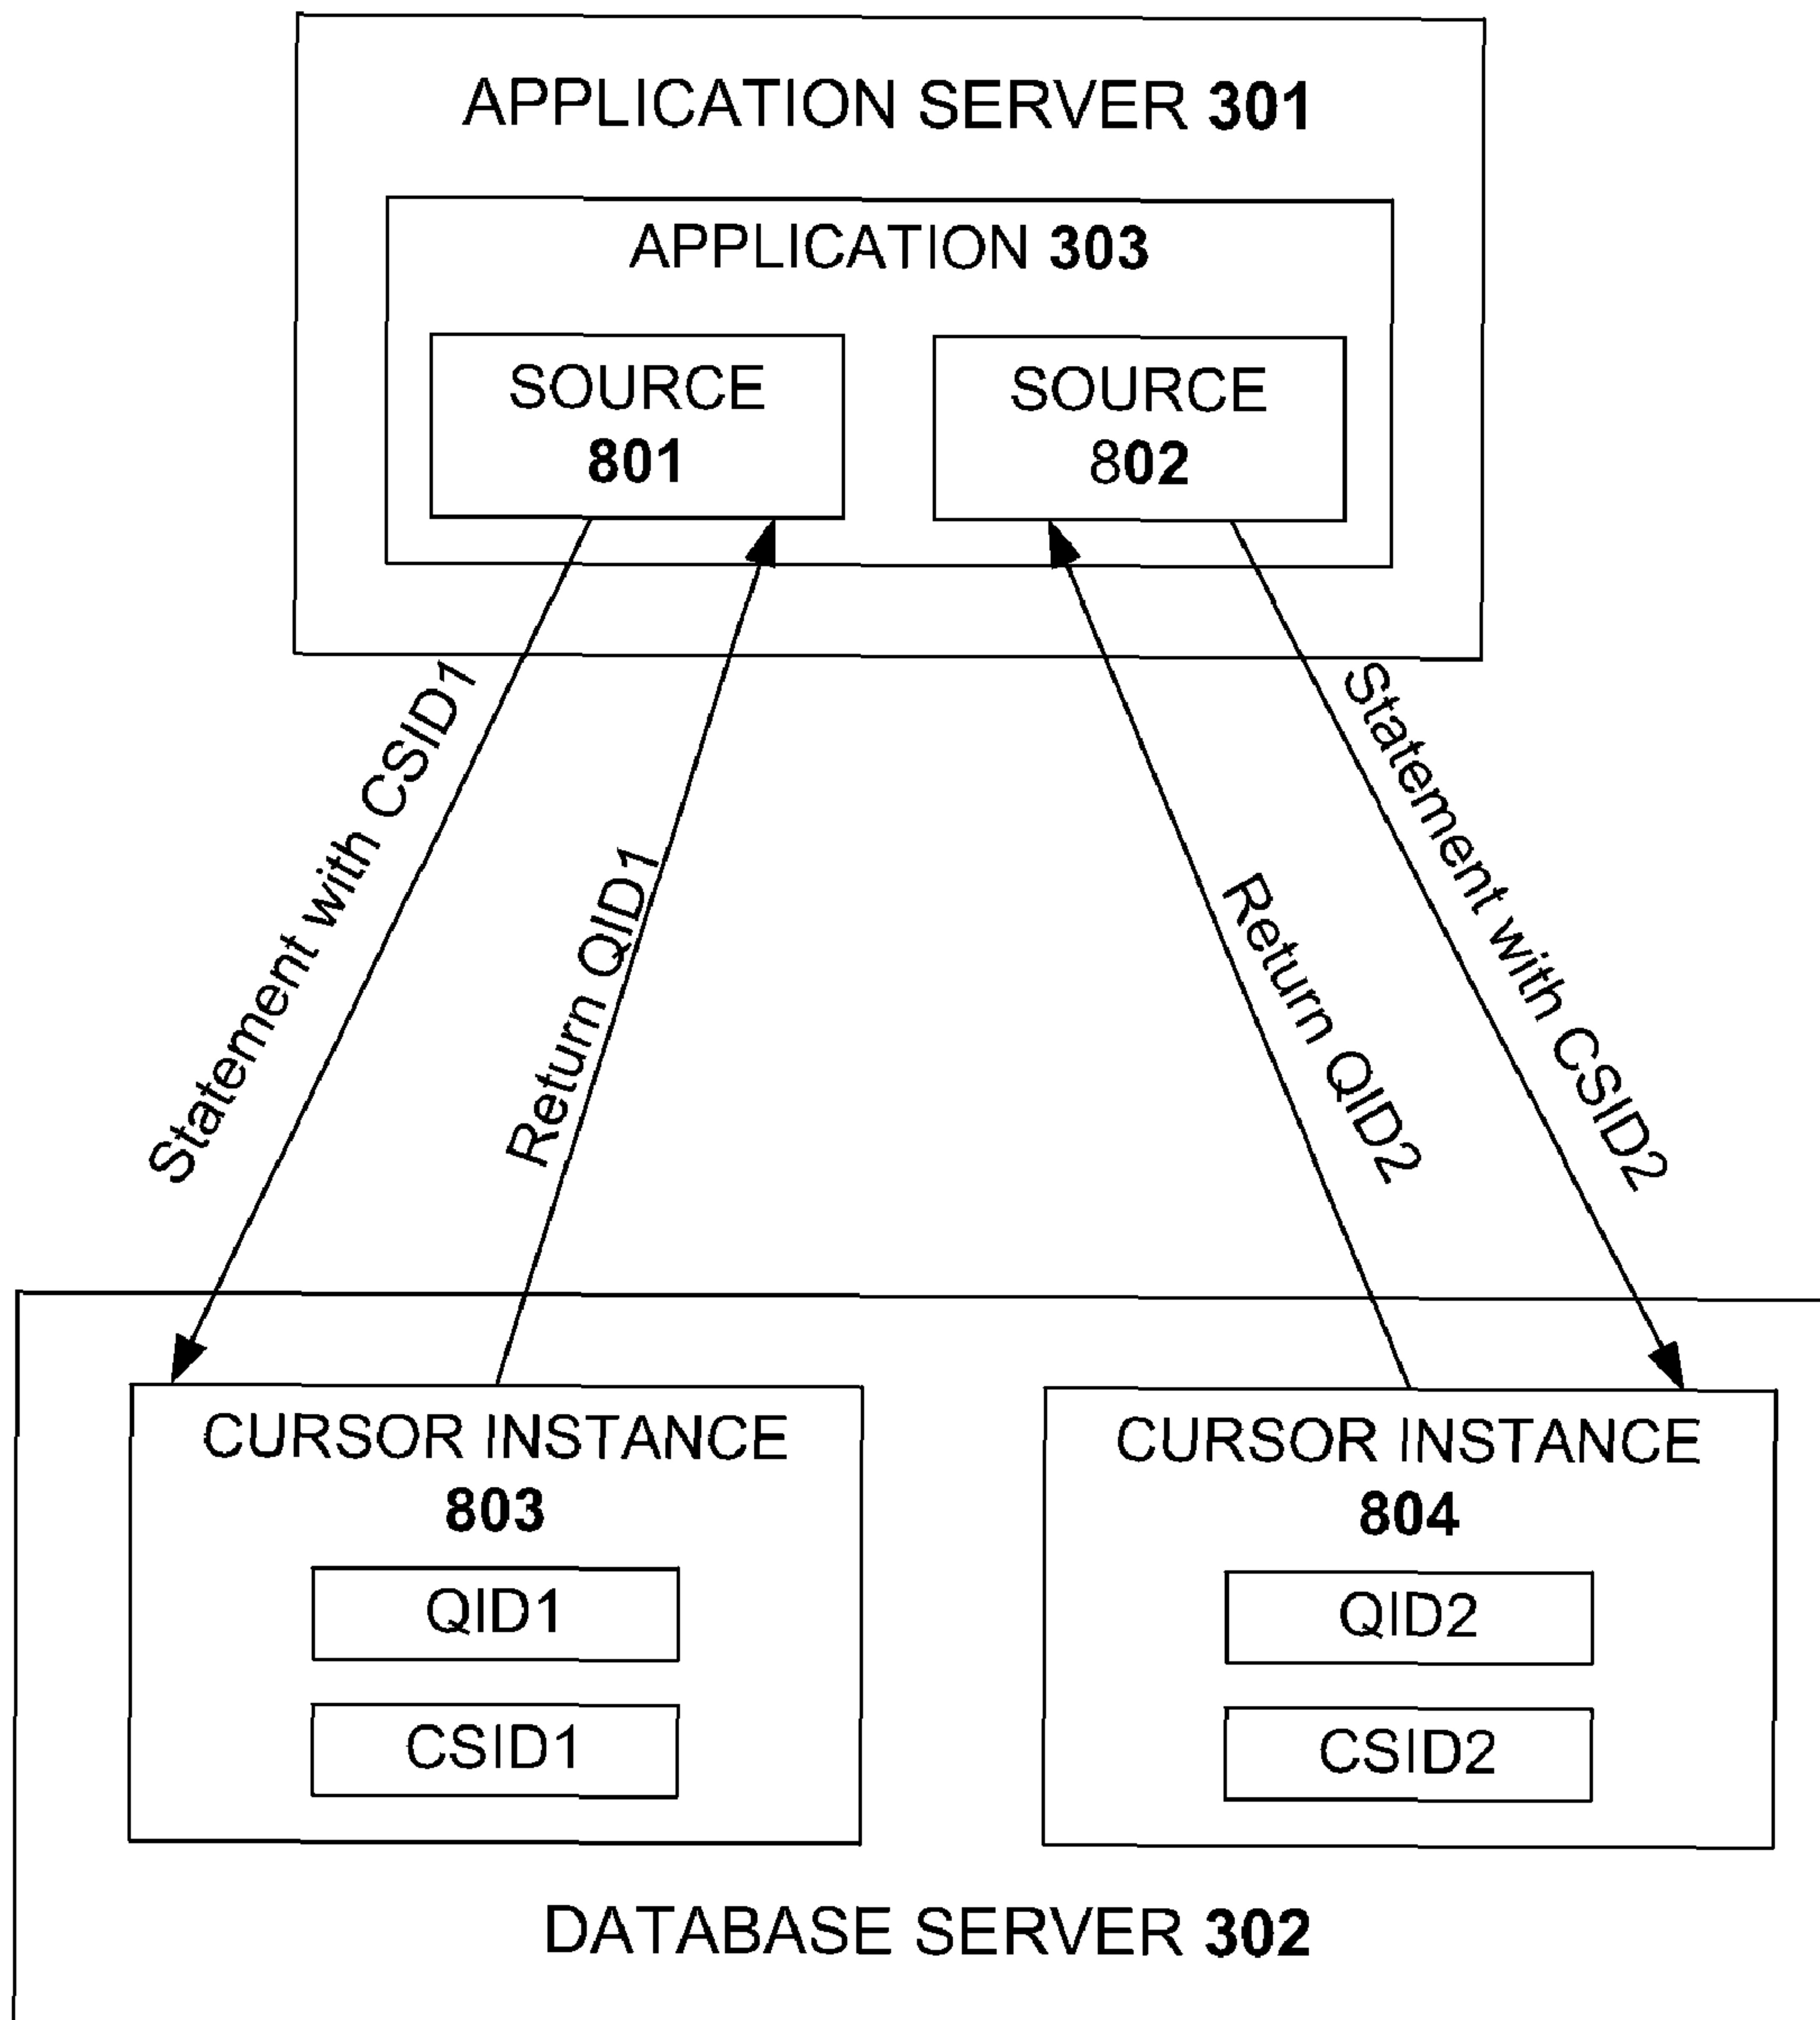 APPLICATION SERVER 301
APPLICATION 303
SOURCE
801
SOURCE
802
Statement with CSID1
Return QID1
Return QID2
Statement with CSID2
CURSOR INSTANCE
803
QID1
CSID1
CURSOR INSTANCE
804
QID2
CSID2
DATABASE SERVER 302